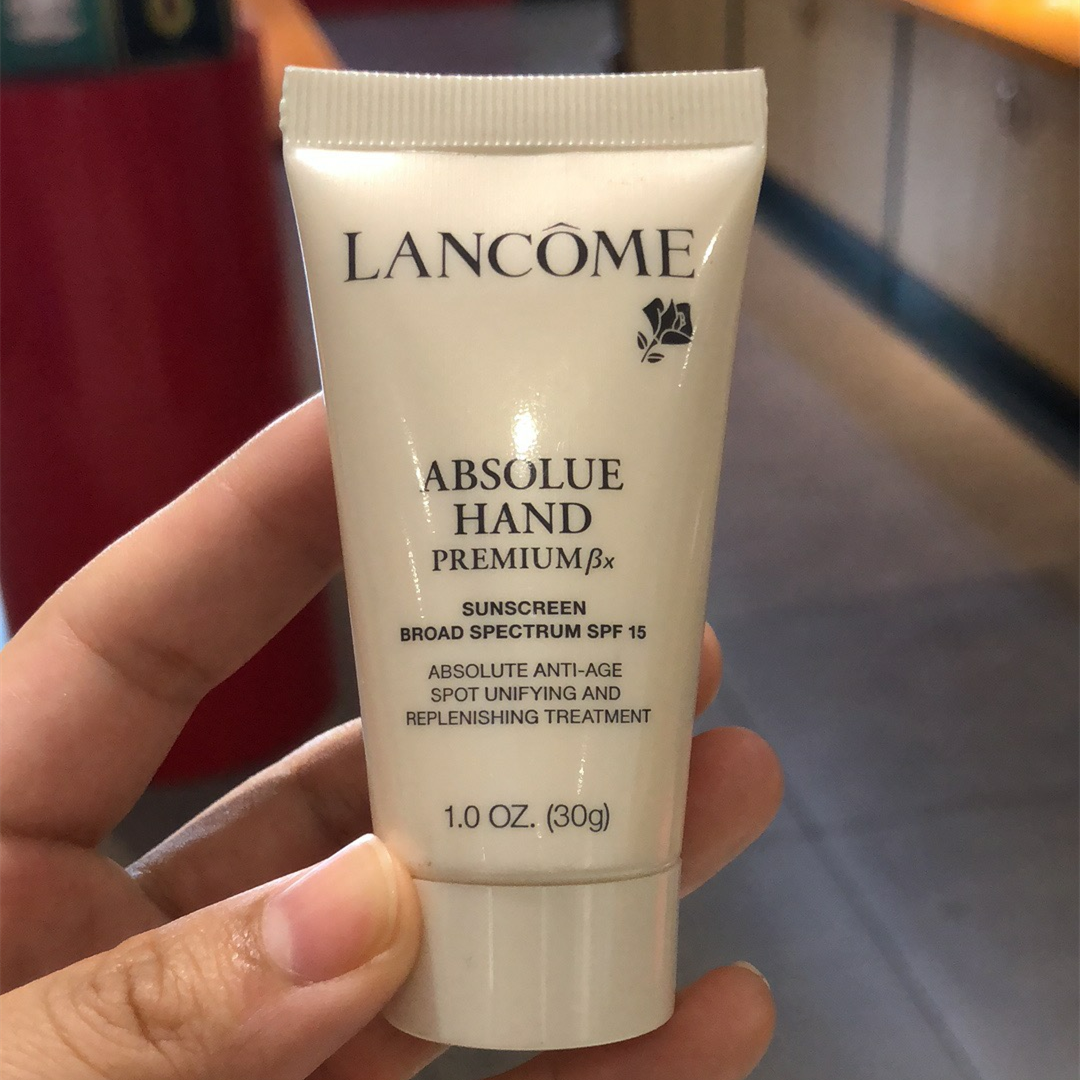 LANCÔME
ABSOLUE
HAND
PREMIUM βx
SUNSCREEN
BROAD SPECTRUM SPF 15
ABSOLUTE ANTI-AGE
SPOT UNIFYING AND
REPLENISHING TREATMENT
1.0 OZ. (30g)